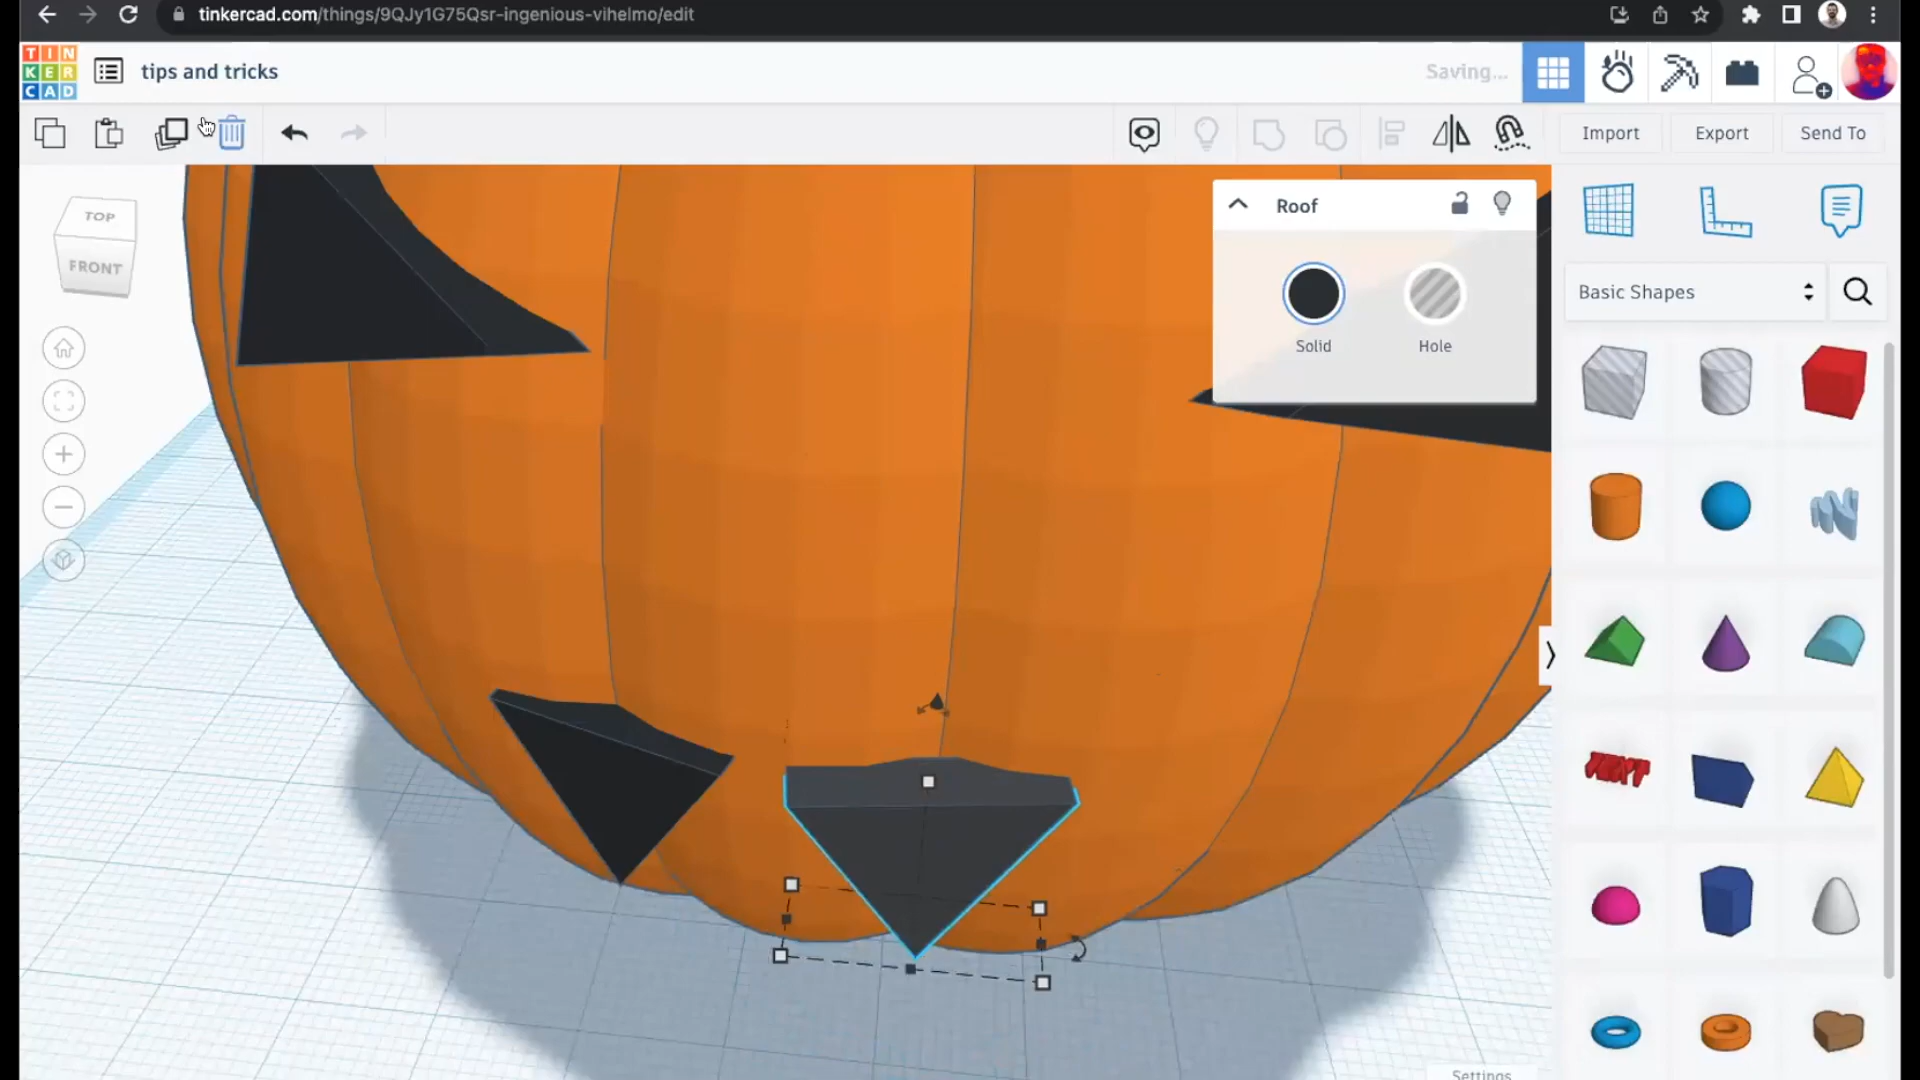 tinkercad.com/things/9QJy1G75Qsr-ingenious-vihelmo/edit
TIN
KER
CAD
tips and tricks
Saving...
Import
Export
Send To
TOP
FRONT
Roof
Solid
Hole
Basic Shapes
TEXT
Settings